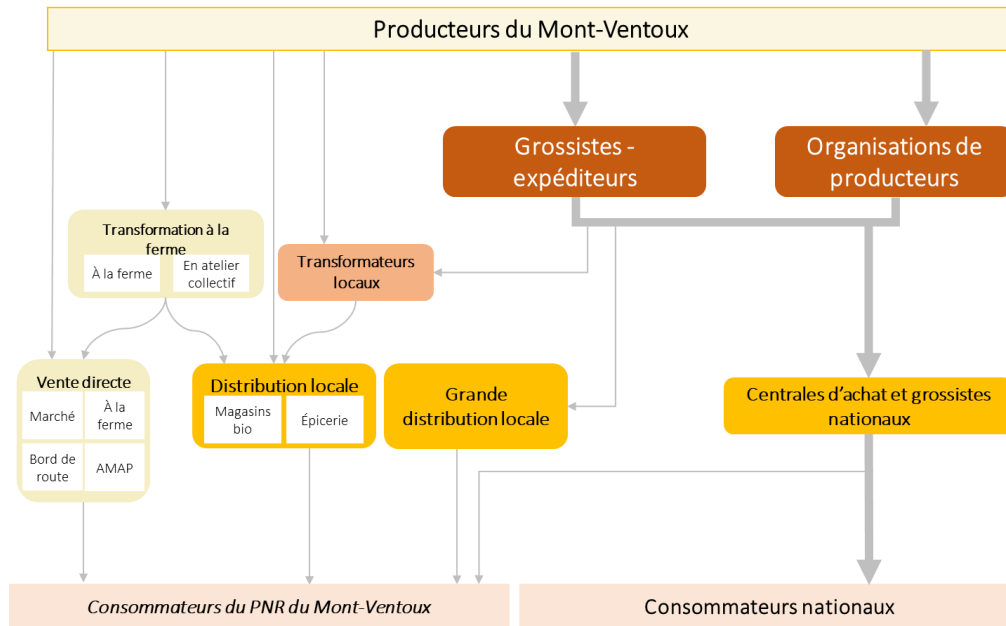 Producteurs du Mont-Ventoux
Grossistes -
expéditeurs
Organisations de
producteurs
Transformation à la
ferme
À la ferme
En atelier
collectif
Transformateurs
locaux
Vente directe
Marché
À la
ferme
Bord de
route
AMAP
Distribution locale
Magasins
bio
Épicerie
Grande
distribution locale
Centrales d'achat et grossistes
nationaux
Consommateurs du PNR du Mont-Ventoux
Consommateurs nationaux